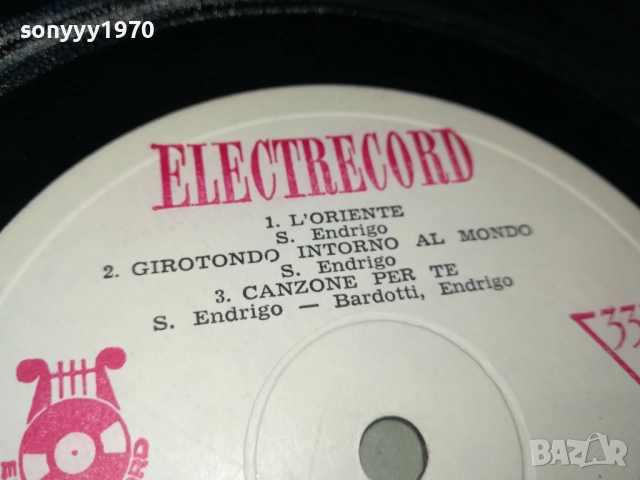 sonyyy1970
ELECTRECORD
1. L'ORIENTE
S. Endrigo
2. GIROTONDO INTORNO AL MONDO
S. Endrigo
3. CANZONE PER TE
S. Endrigo — Bardotti, Endrigo
33
BAZAR